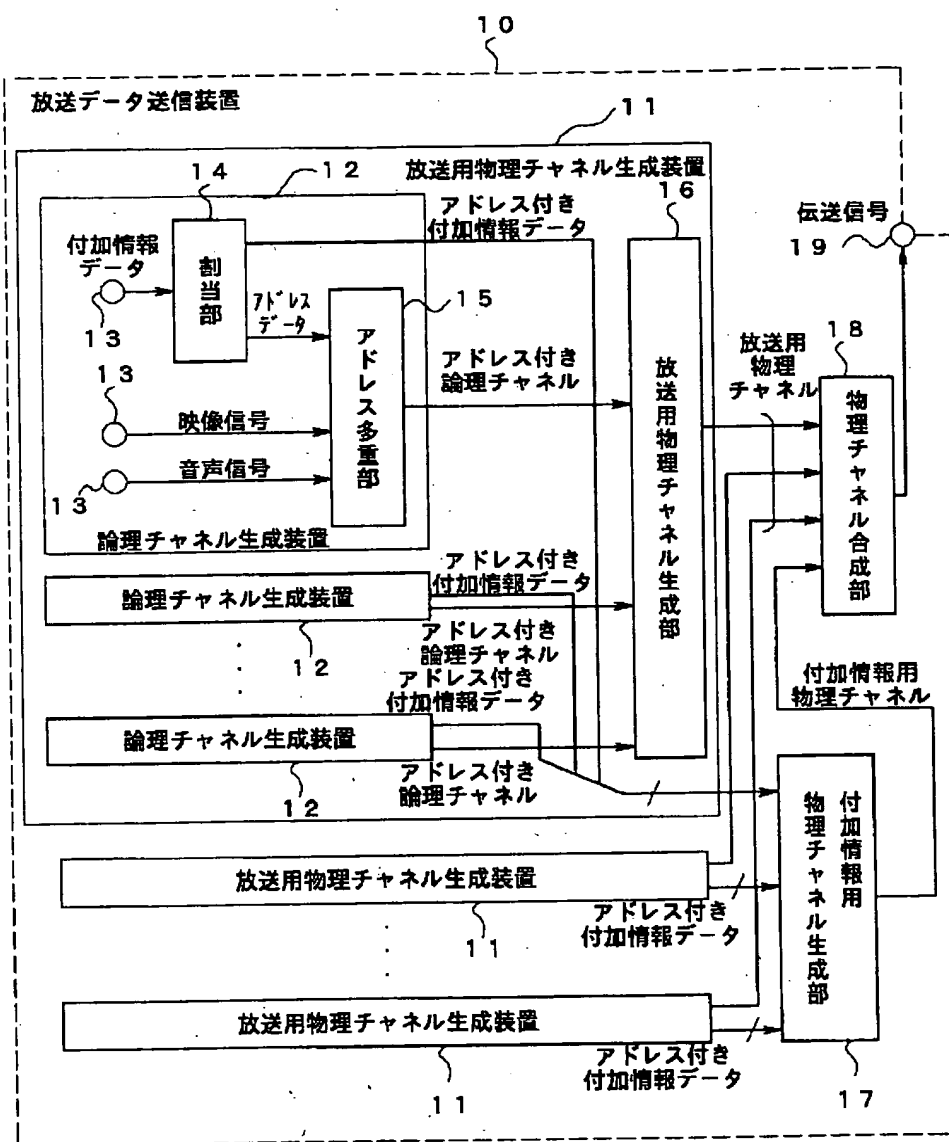 10
放送データ送信装置
11
放送用物理チャネル生成装置
12
14
16
アドレス付き
付加情報データ
伝送信号
19
付加情報
データ
13
割当部
アドレス
データ
15
アドレス多重部
アドレス付き
論理チャネル
放送用物理チャネル生成部
放送用
物理
チャネル
18
物理チャネル合成部
13
映像信号
音声信号
13
論理チャネル生成装置
アドレス付き
付加情報データ
論理チャネル生成装置
12
アドレス付き
論理チャネル
アドレス付き
付加情報データ
付加情報用
物理チャネル
論理チャネル生成装置
12
アドレス付き
論理チャネル
付加情報用
物理チャネル生成部
放送用物理チャネル生成装置
11
アドレス付き
付加情報データ
放送用物理チャネル生成装置
11
アドレス付き
付加情報データ
17